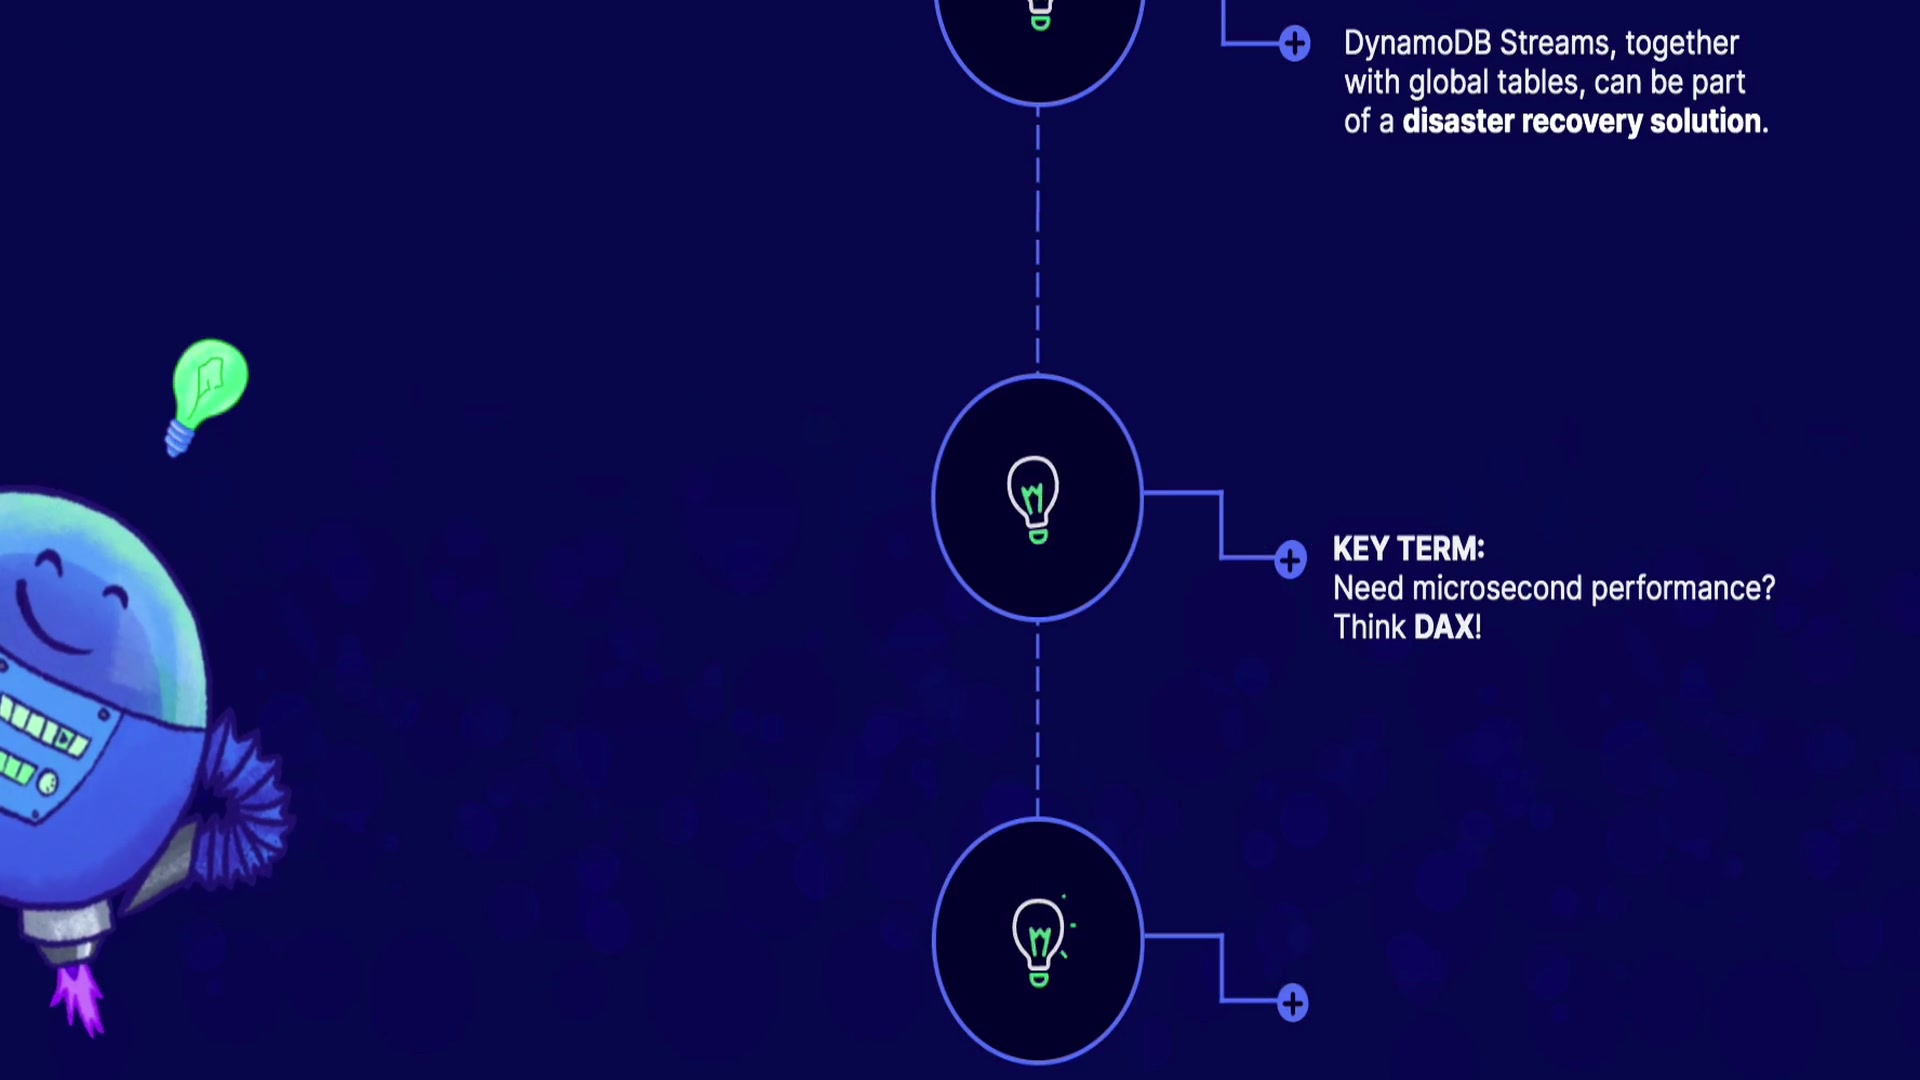 DynamoDB Streams, together
with global tables, can be part
of a disaster recovery solution.
KEY TERM:
Need microsecond performance?
Think DAX!